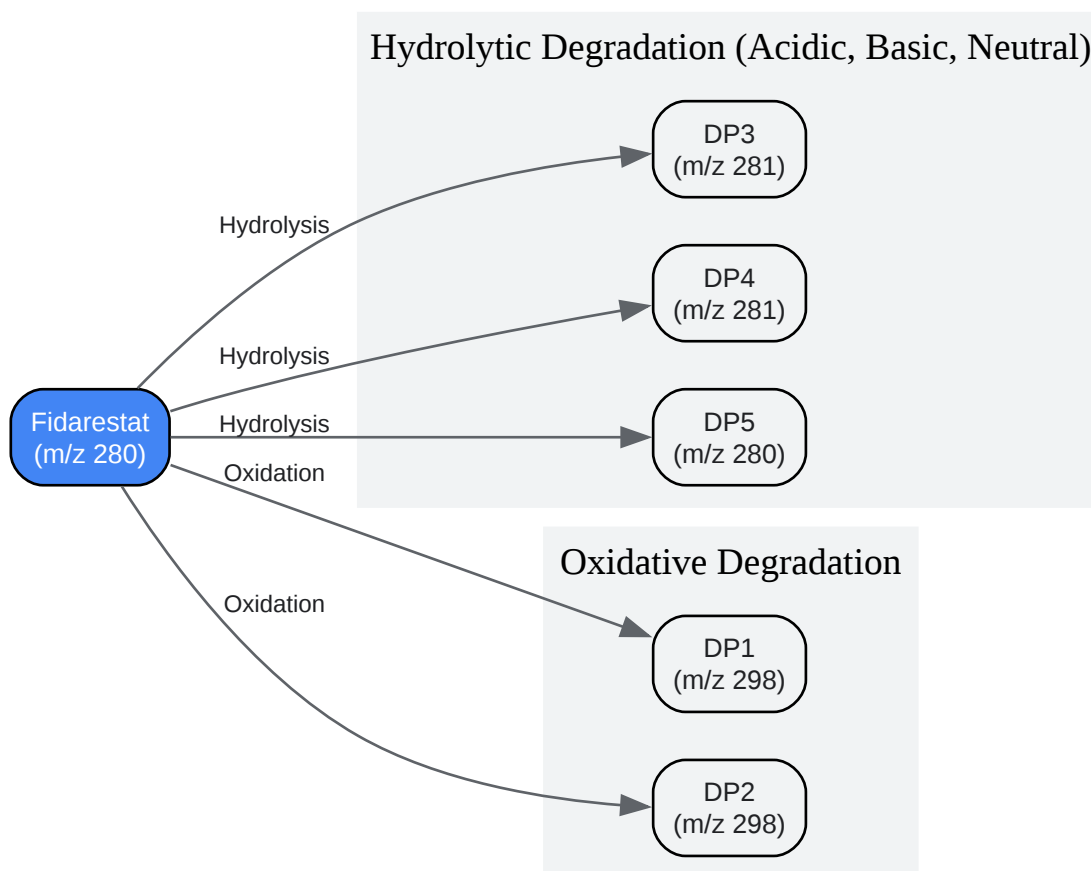 Hydrolytic Degradation (Acidic, Basic, Neutral)
DP3
(m/z 281)
Hydrolysis
DP4
(m/z 281)
Hydrolysis
Fidarestat
(m/z 280)
Hydrolysis
DP5
(m/z 280)
Oxidation
Oxidative Degradation
Oxidation
DP1
(m/z 298)
DP2
(m/z 298)